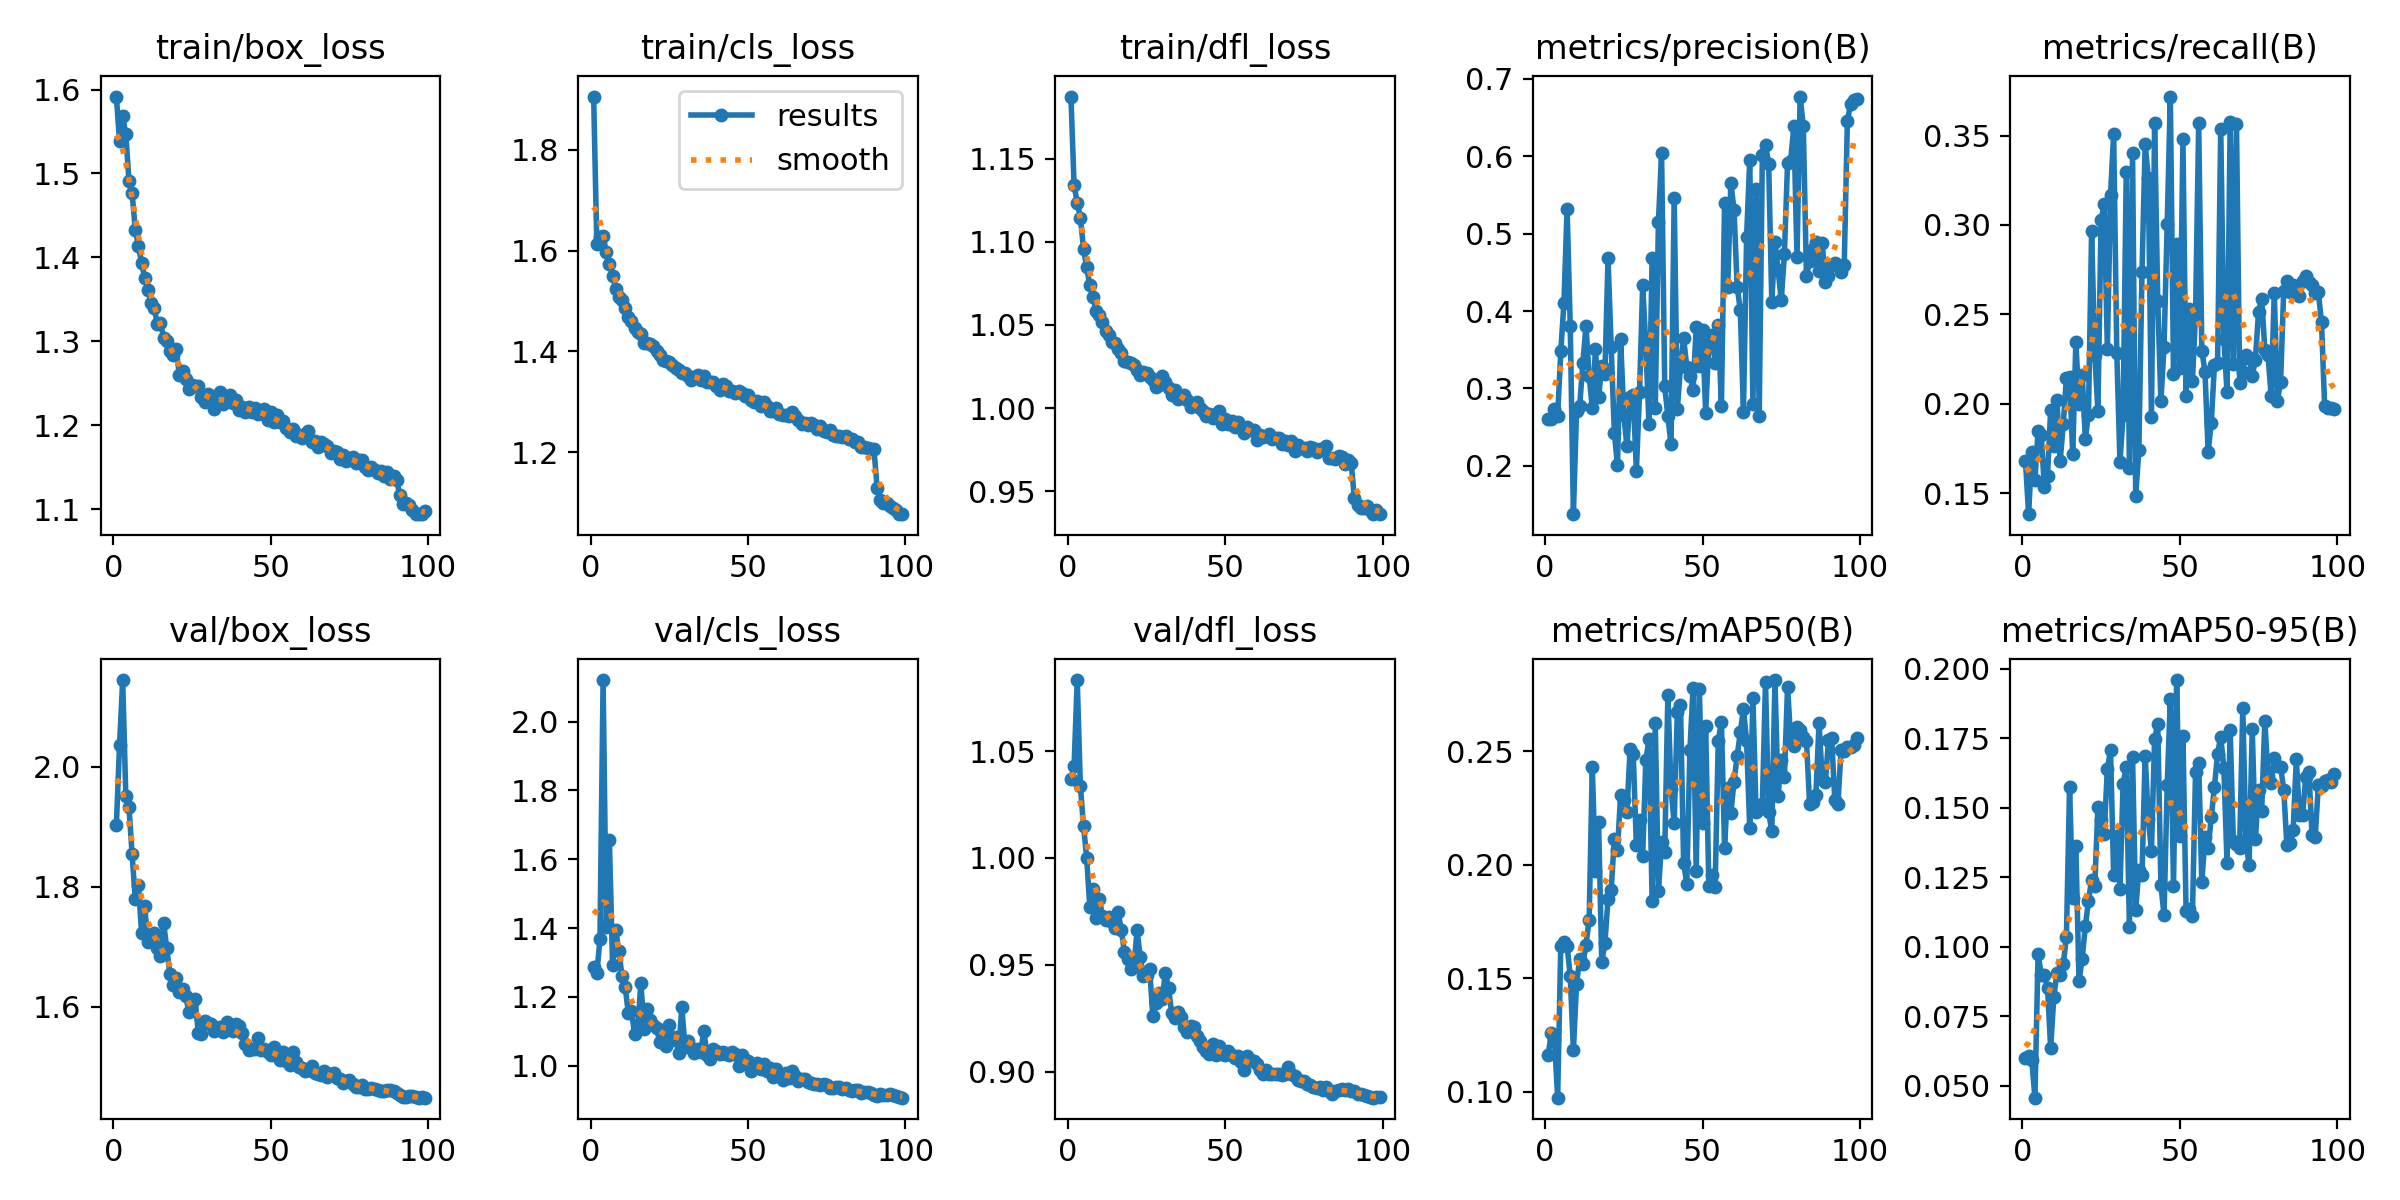 train/box_loss
train/cls_loss
train/dfl_loss
metrics/precision(B)
metrics/recall(B)
1.6
1.5
1.4
1.3
1.2
1.1
0 50 100
results
smooth
1.8
1.6
1.4
1.2
0 50 100
1.15
1.10
1.05
1.00
0.95
0 50 100
0.7
0.6
0.5
0.4
0.3
0.2
0 50 100
0.35
0.30
0.25
0.20
0.15
0 50 100
val/box_loss
val/cls_loss
val/dfl_loss
metrics/mAP50(B)
metrics/mAP50-95(B)
2.0
1.8
1.6
0 50 100
2.0
1.8
1.6
1.4
1.2
1.0
0 50 100
1.05
1.00
0.95
0.90
0 50 100
0.25
0.20
0.15
0.10
0 50 100
0.200
0.175
0.150
0.125
0.100
0.075
0.050
0 50 100